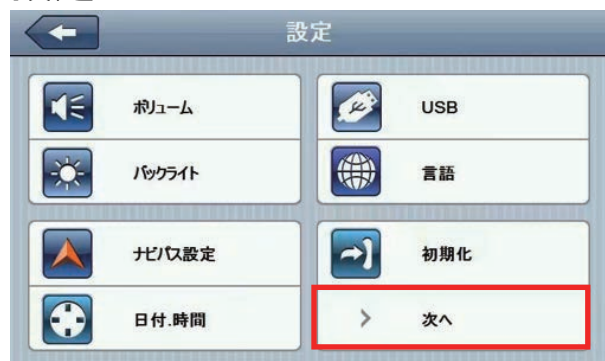 設定
ボリューム
USB
バックライト
言語
ナビパス設定
初期化
日付.時間
次へ